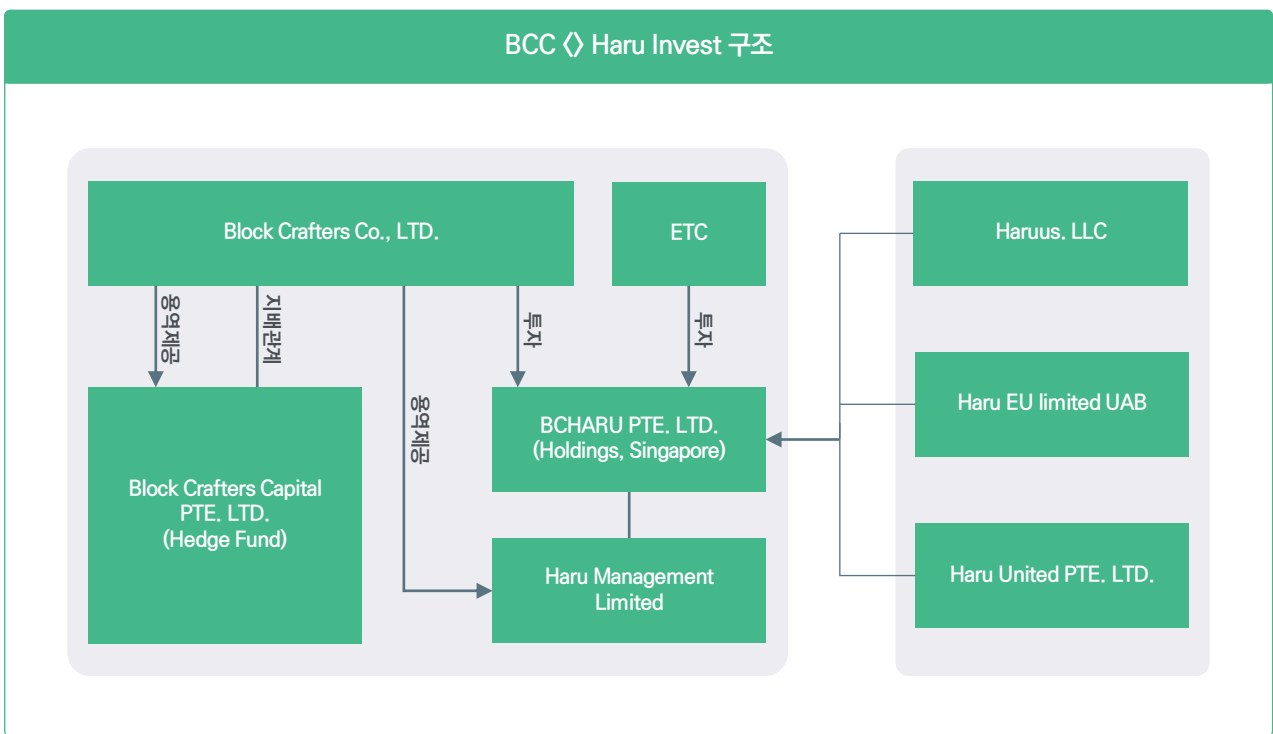 BCC <> Haru Invest 구조
Block Crafters Co., LTD.
ETC
용역제공
지배관계
용역제공
투자
투자
Block Crafters Capital
PTE. LTD.
(Hedge Fund)
BCHARU PTE. LTD.
(Holdings, Singapore)
Haru Management
Limited
Haruus. LLC
Haru EU limited UAB
Haru United PTE. LTD.